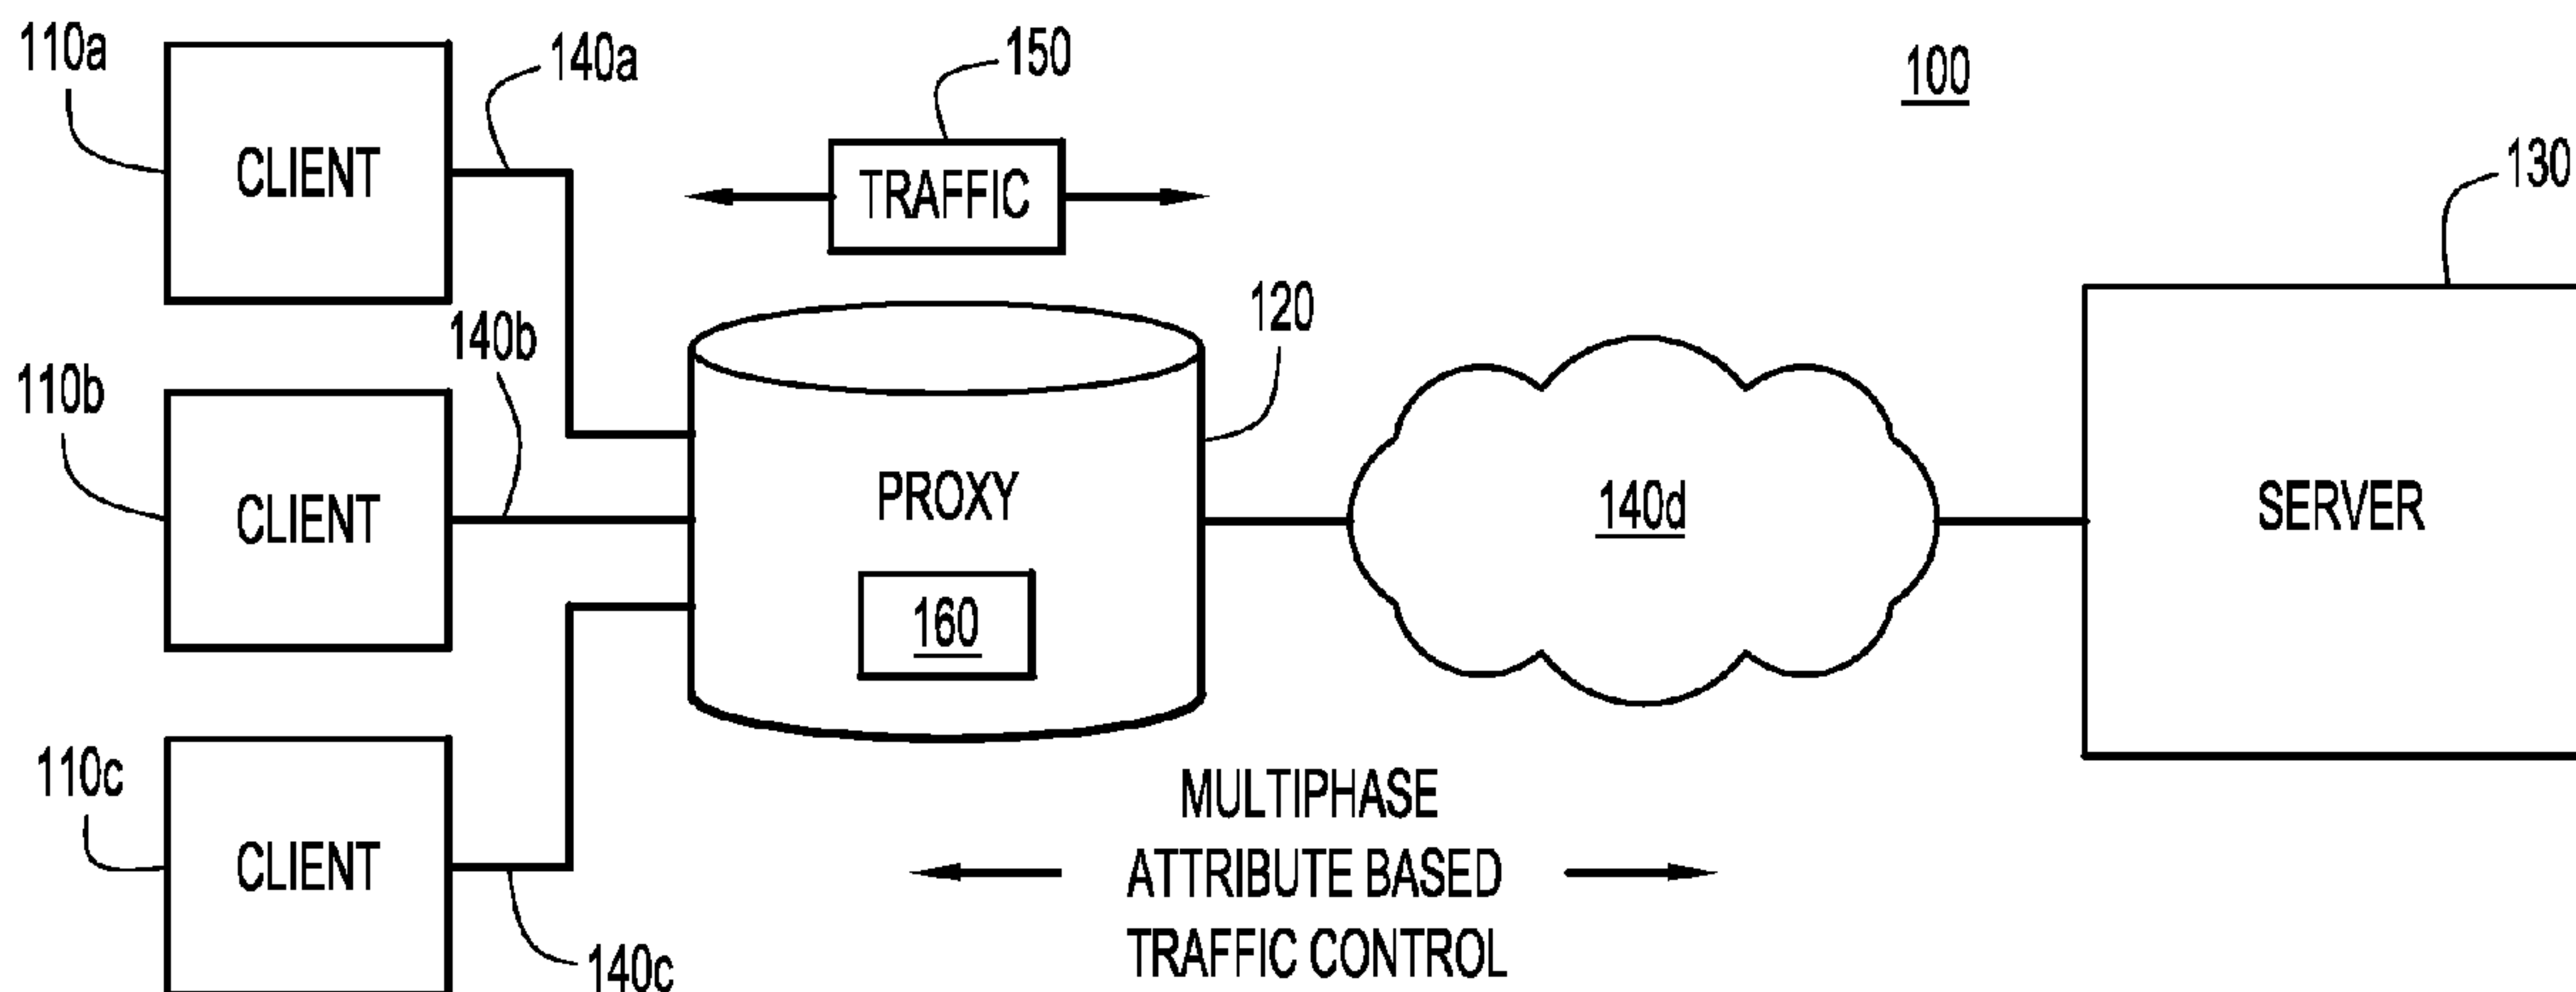 110a
140a
150
100
CLIENT
TRAFFIC
130
110b
140b
120
CLIENT
PROXY
160
140d
SERVER
110c
CLIENT
140c
MULTIPHASE
ATTRIBUTE BASED
TRAFFIC CONTROL